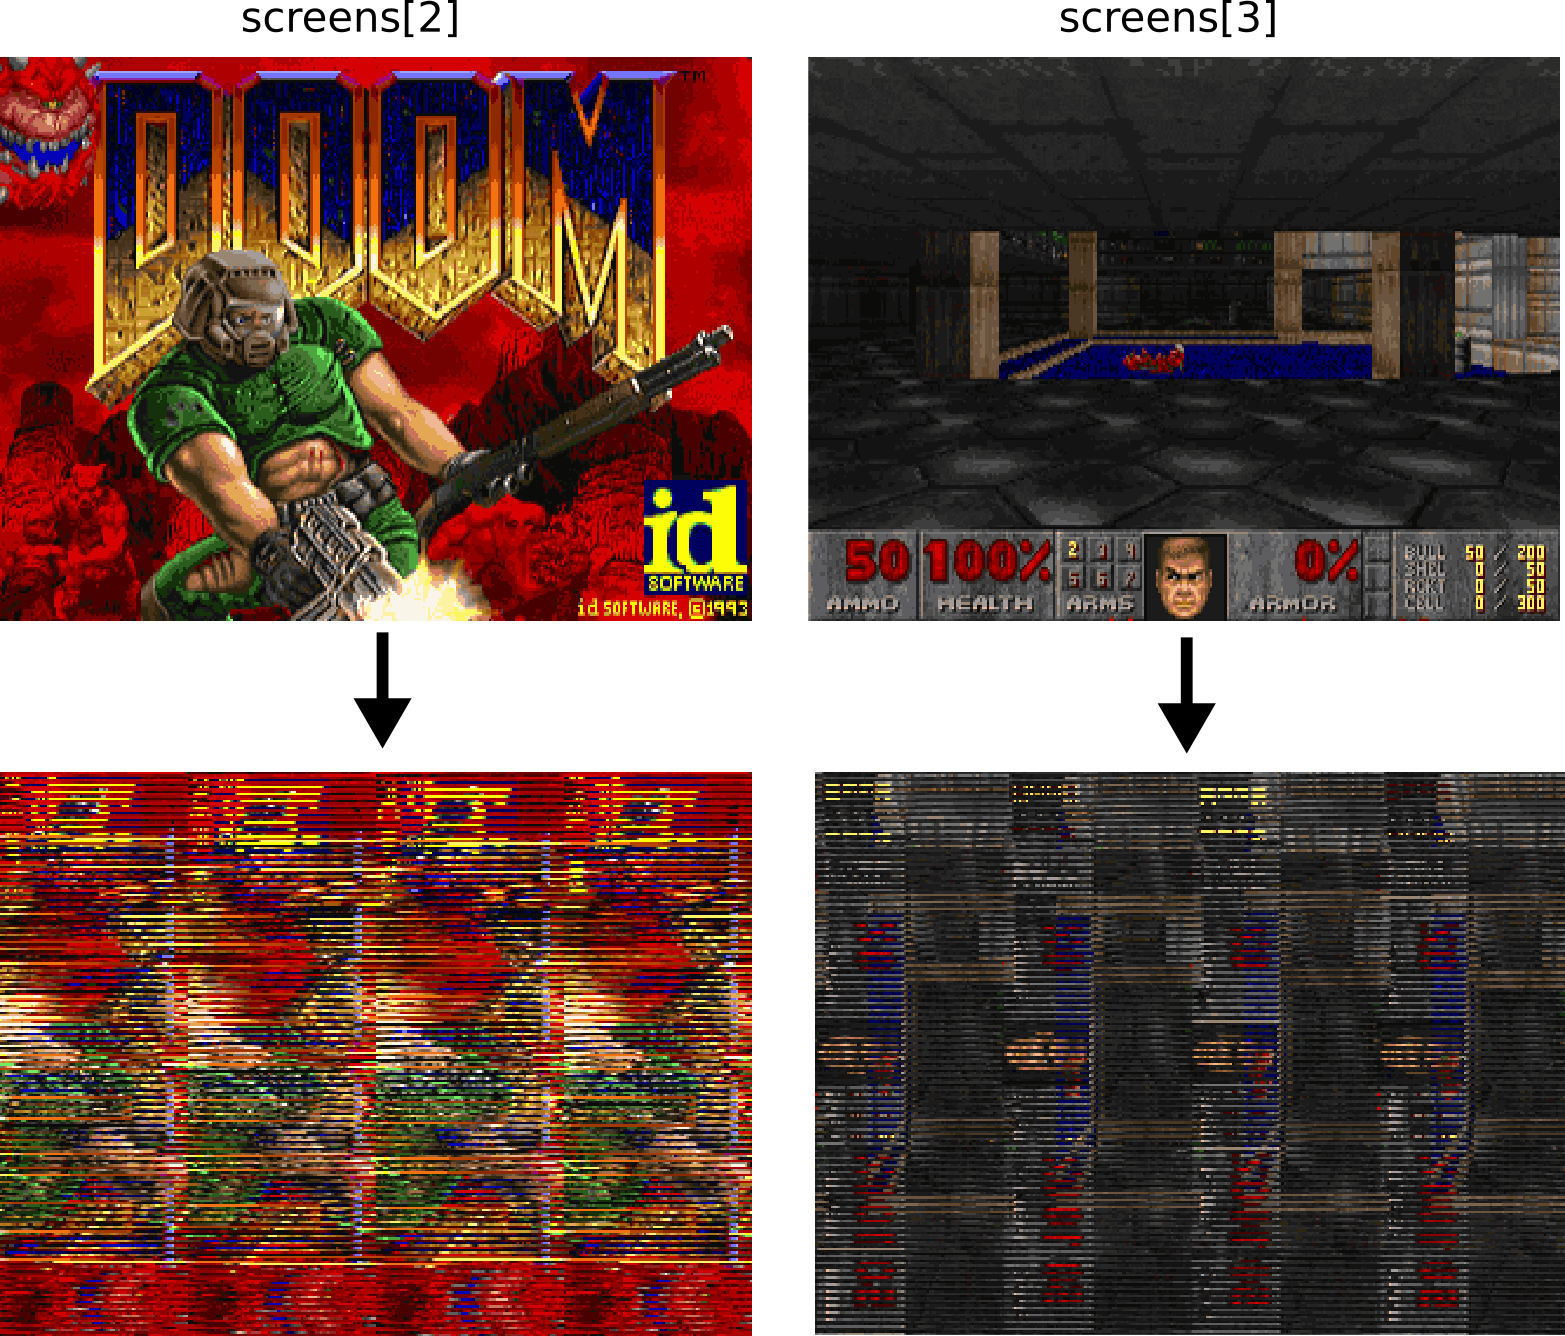 screens[2]
screens[3]
DOOM
TM
id
SOFTWARE
id SOFTWARE, ©1993
50
100%
2 3 4
5 6 7
0%
AMMO
HEALTH
ARMS
ARMOR
BULL 50 / 200
SHEL 0 / 50
RCKT 0 / 50
CELL 0 / 300